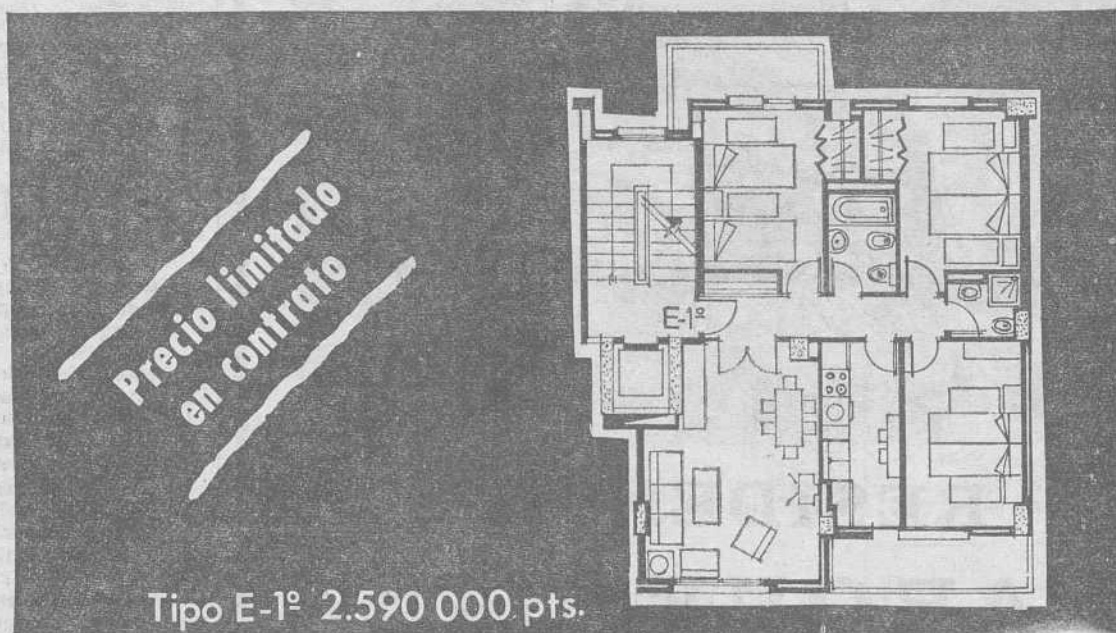 Precio limitado
en contrato
E-1º
Tipo E-1º 2.590 000 pts.